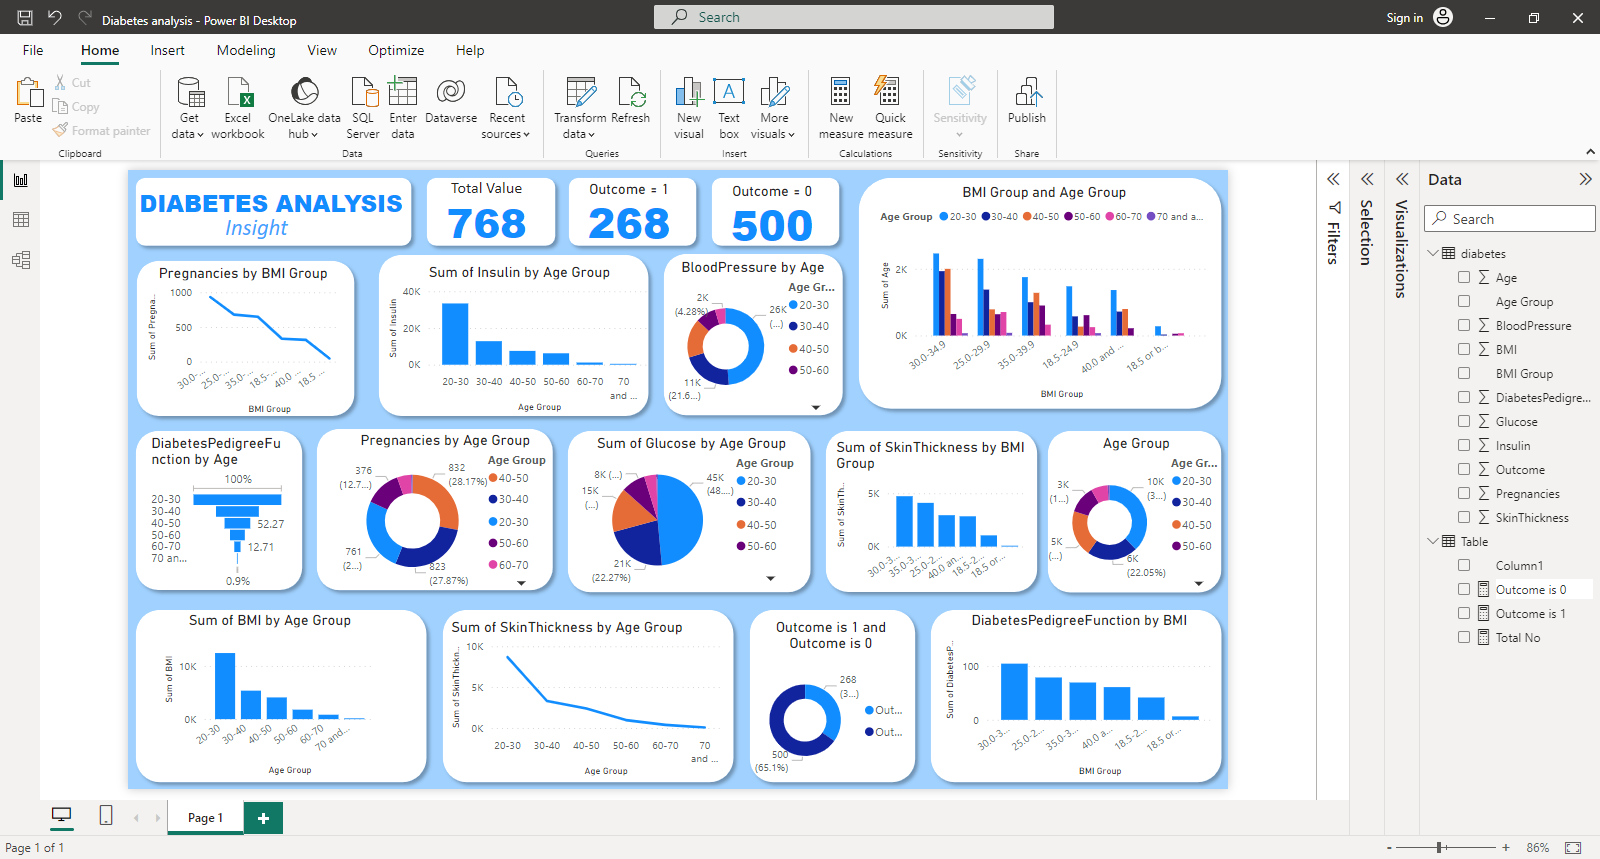 Diabetes analysis - Power BI Desktop
Search
Sign in
File Home Insert Modeling View Optimize Help
Paste
Cut
Copy
Format painter
Clipboard
Get data
Excel workbook
OneLake data hub
SQL Server
Enter data
Dataverse
Recent sources
Data
Transform data
Refresh
Queries
New visual
Text box
More visuals
Insert
New measure
Quick measure
Calculations
Sensitivity
Sensitivity
Publish
Share
DIABETES ANALYSIS
Insight
Total Value
768
Outcome = 1
268
Outcome = 0
500
BMI Group and Age Group
Age Group 20-30 30-40 40-50 50-60 60-70 70 and a...
Sum of Age
2K
0K
30.0-34.9 25.0-29.9 35.0-39.9 18.5-24.9 40.0 and ... 18.5 or b...
BMI Group
Pregnancies by BMI Group
Sum of Pregna...
1000
500
0
30.0-... 25.0-... 35.0-... 18.5-... 40.0 ... 18.5 ...
BMI Group
Sum of Insulin by Age Group
Sum of Insulin
40K
20K
0K
20-30 30-40 40-50 50-60 60-70 70 and ...
Age Group
BloodPressure by Age
Age Gr...
20-30
30-40
40-50
50-60
2K (4.28%)
26K (...)
11K (21.6...)
DiabetesPedigreeFu
nction by Age
100%
20-30
30-40
40-50 52.27
50-60
60-70 12.71
70 an...
0.9%
Pregnancies by Age Group
Age Group
40-50
30-40
20-30
50-60
60-70
376 (12.7...)
832 (28.17%)
761 (2...)
823 (27.87%)
Sum of Glucose by Age Group
Age Group
20-30
30-40
40-50
50-60
8K (...)
45K (48....)
15K (...)
21K (22.27%)
Sum of SkinThickness by BMI
Group
Sum of SkinTh...
5K
0K
30.0-3... 35.0-3... 25.0-2... 40.0 an... 18.5-2... 18.5 or...
Age Group
Age Gr...
20-30
30-40
40-50
50-60
3K (1...)
10K (3...)
5K (...)
6K (22.05%)
Sum of BMI by Age Group
Sum of BMI
10K
0K
20-30 30-40 40-50 50-60 60-70 70 and...
Age Group
Sum of SkinThickness by Age Group
Sum of SkinThickn...
10K
5K
0K
20-30 30-40 40-50 50-60 60-70 70 and ...
Age Group
Outcome is 1 and
Outcome is 0
268 (3...)
500 (65.1%)
Out...
Out...
DiabetesPedigreeFunction by BMI
Sum of DiabetesP...
100
0
30.0-3... 25.0-2... 35.0-3... 40.0 a... 18.5-2... 18.5 or...
BMI Group
Filters
Selection
Visualizations
Data
Search
diabetes
Age
Age Group
BloodPressure
BMI
BMI Group
DiabetesPedigre...
Glucose
Insulin
Outcome
Pregnancies
SkinThickness
Table
Column1
Outcome is 0
Outcome is 1
Total No
Page 1
Page 1 of 1
- + 86%